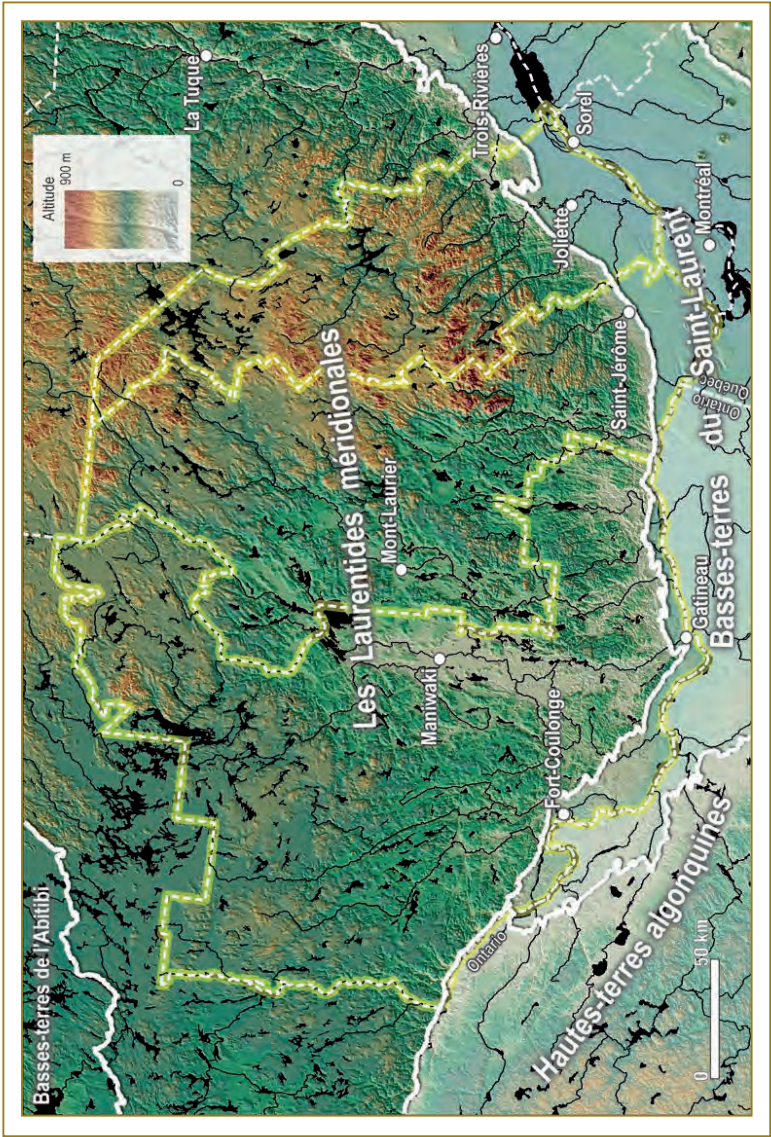 Basses-terres de l'Abitibi
La Tuque
Altitude
900 m
0
Trois-Rivières
Sorel
Joliette
Montréal
Saint-Jérôme
Les Laurentides méridionales
Mont-Laurier
Maniwaki
Fort-Coulonge
Gatineau
Basses-terres
du Saint-Laurent
Québec
Ontario
Ontario
Hautes-terres algonquines
0
50 km